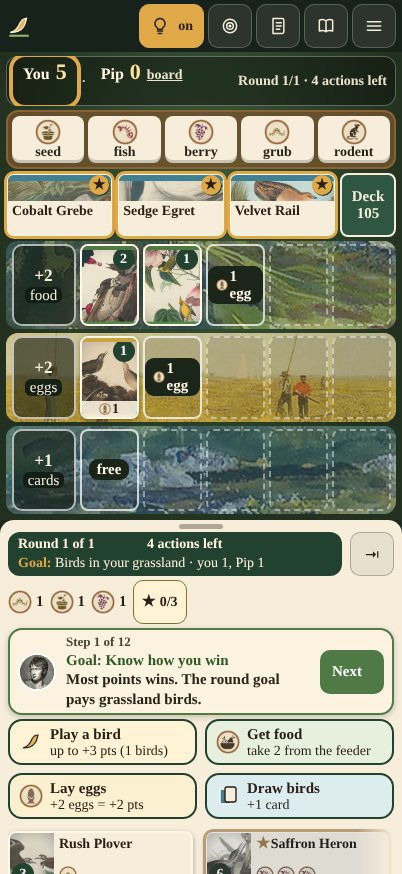 on
You 5 . Pip 0 board
Round 1/1 · 4 actions left
seed fish berry grub rodent
Cobalt Grebe Sedge Egret Velvet Rail
Deck
105
+2
food
2
1
1
egg
+2
eggs
1
1
1
egg
+1
cards
free
Round 1 of 1 4 actions left
Goal: Birds in your grassland · you 1, Pip 1
1 1 1 ★ 0/3
Step 1 of 12
Goal: Know how you win
Most points wins. The round goal
pays grassland birds.
Next
Play a bird
up to +3 pts (1 birds)
Get food
take 2 from the feeder
Lay eggs
+2 eggs = +2 pts
Draw birds
+1 card
Rush Plover
★Saffron Heron